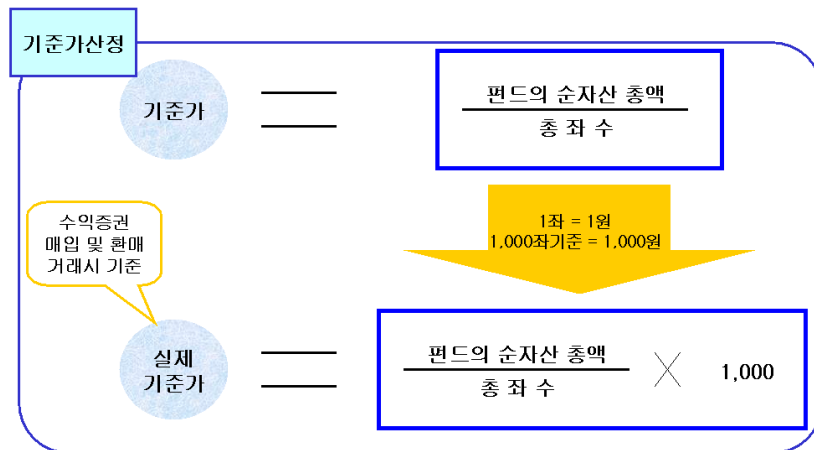 기준가산정
기준가
펀드의 순자산 총액
총 좌 수
1좌 = 1원
1,000좌기준 = 1,000원
수익증권
매입 및 환매
거래시 기준
실제
기준가
펀드의 순자산 총액
총 좌 수
1,000